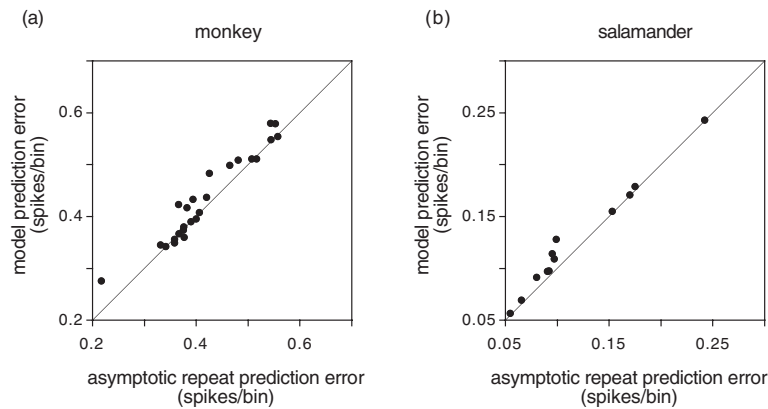 (a)
monkey
model prediction error
(spikes/bin)
0.6
0.4
0.2
0.2
0.4
0.6
asymptotic repeat prediction error
(spikes/bin)
(b)
salamander
model prediction error
(spikes/bin)
0.25
0.15
0.05
0.05
0.15
0.25
asymptotic repeat prediction error
(spikes/bin)